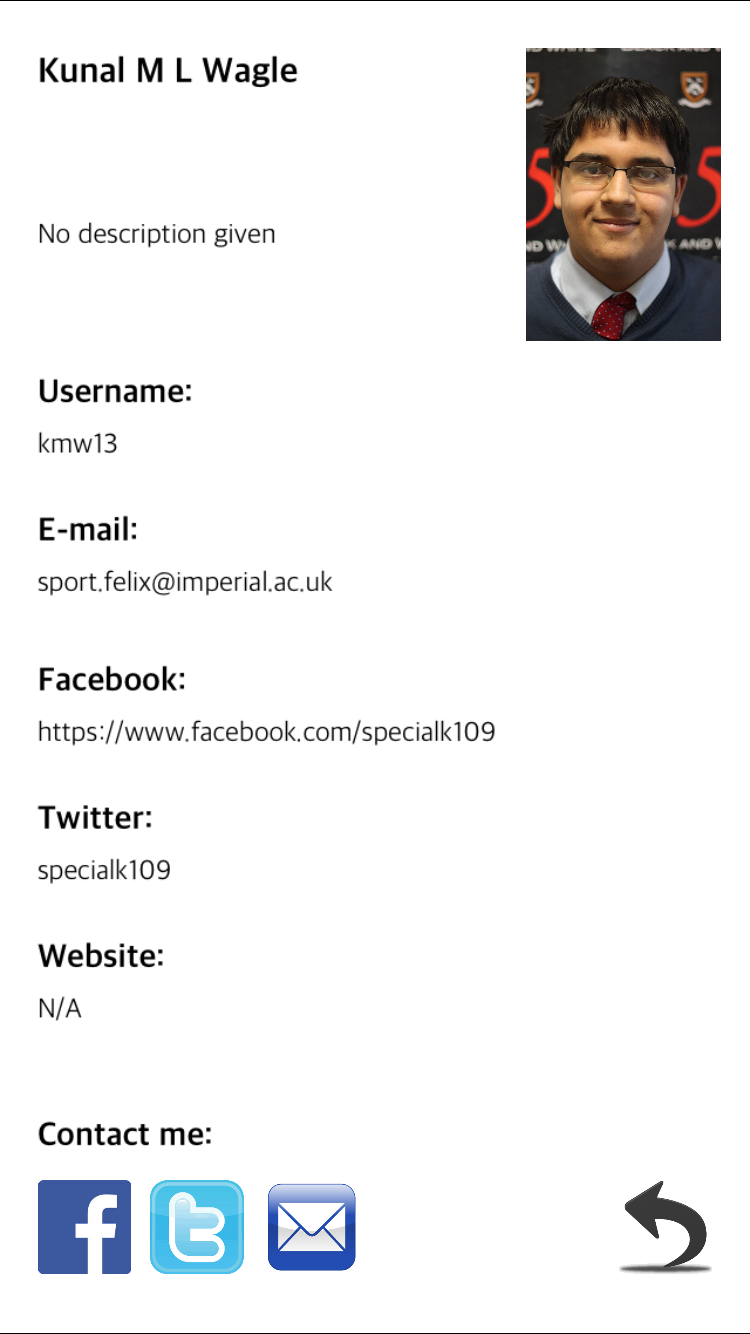 Kunal M L Wagle
No description given
Username:
kmw13
E-mail:
sport.felix@imperial.ac.uk
Facebook:
https://www.facebook.com/specialk109
Twitter:
specialk109
Website:
N/A
Contact me: